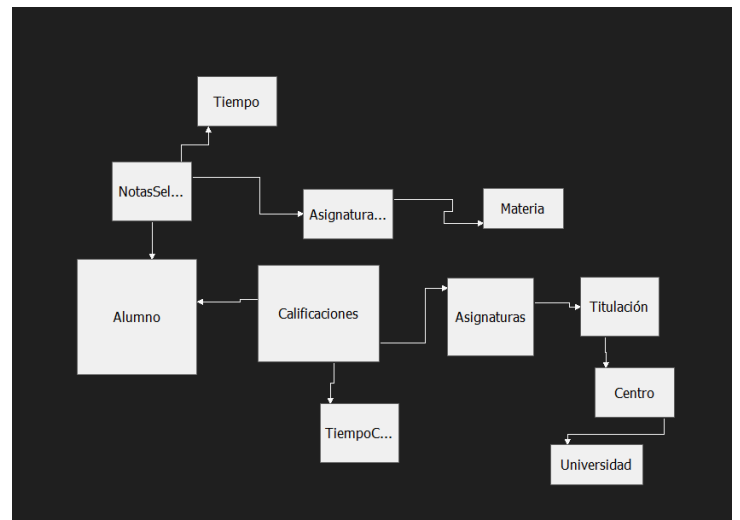 Tiempo
NotasSel...
Asignatura...
Materia
Alumno
Calificaciones
Asignaturas
Titulación
Centro
TiempoC...
Universidad